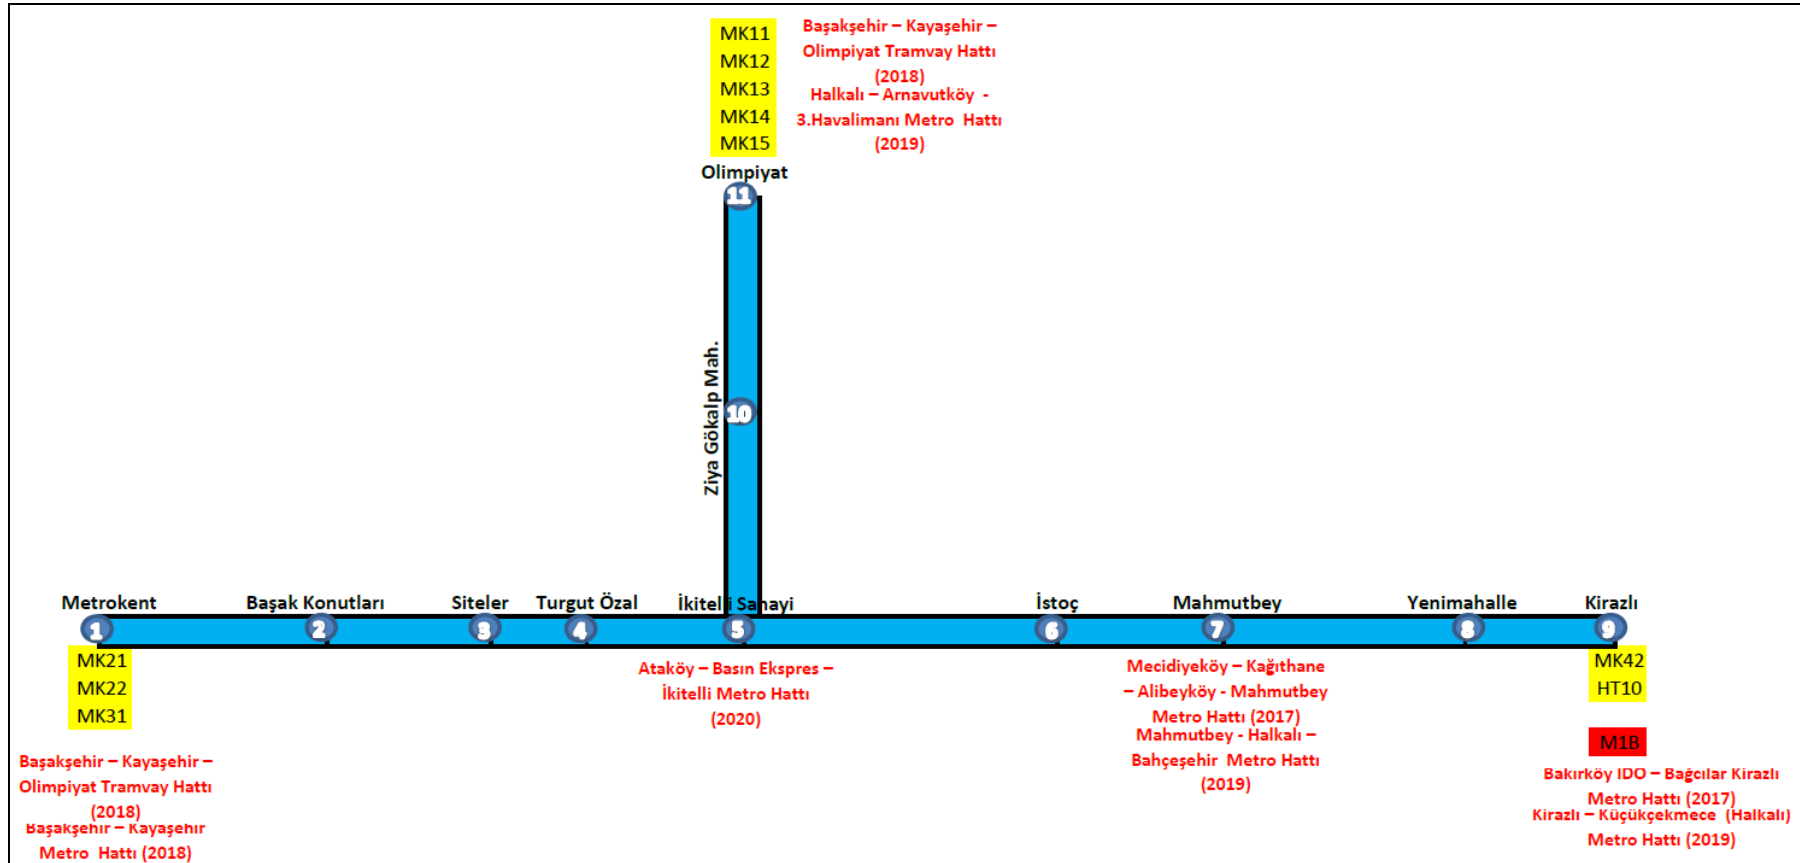 MK11
MK12
MK13
MK14
MK15
Başakşehir – Kayaşehir –
Olimpiyat Tramvay Hattı
(2018)
Halkalı – Arnavutköy -
3.Havalimanı Metro Hattı
(2019)
Olimpiyat
11
Ziya Gökalp Mah.
10
Metrokent
Başak Konutları
Siteler
Turgut Özal
İkitelli Sanayi
İstoç
Mahmutbey
Yenimahalle
Kirazlı
1
2
3
4
5
6
7
8
9
MK21
MK22
MK31
Başakşehir – Kayaşehir –
Olimpiyat Tramvay Hattı
(2018)
Başakşehir – Kayaşehir
Metro Hattı (2018)
Ataköy – Basın Ekspres –
İkitelli Metro Hattı
(2020)
Mecidiyeköy – Kağıthane
– Alibeyköy - Mahmutbey
Metro Hattı (2017)
Mahmutbey - Halkalı –
Bahçeşehir Metro Hattı
(2019)
MK42
HT10
M1B
Bakırköy IDO – Bağcılar Kirazlı
Metro Hattı (2017)
Kirazlı – Küçükçekmece (Halkalı)
Metro Hattı (2019)